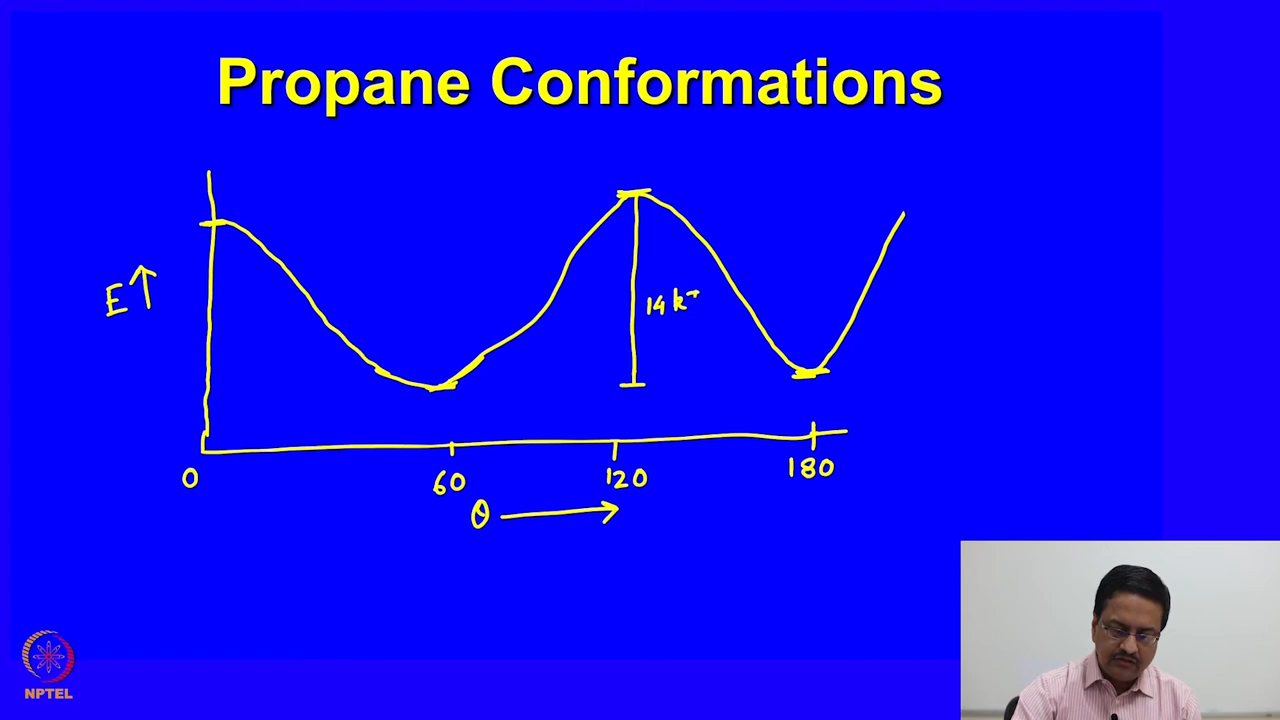 Propane Conformations
E↑
14 k
0
60
120
180
θ →
NPTEL